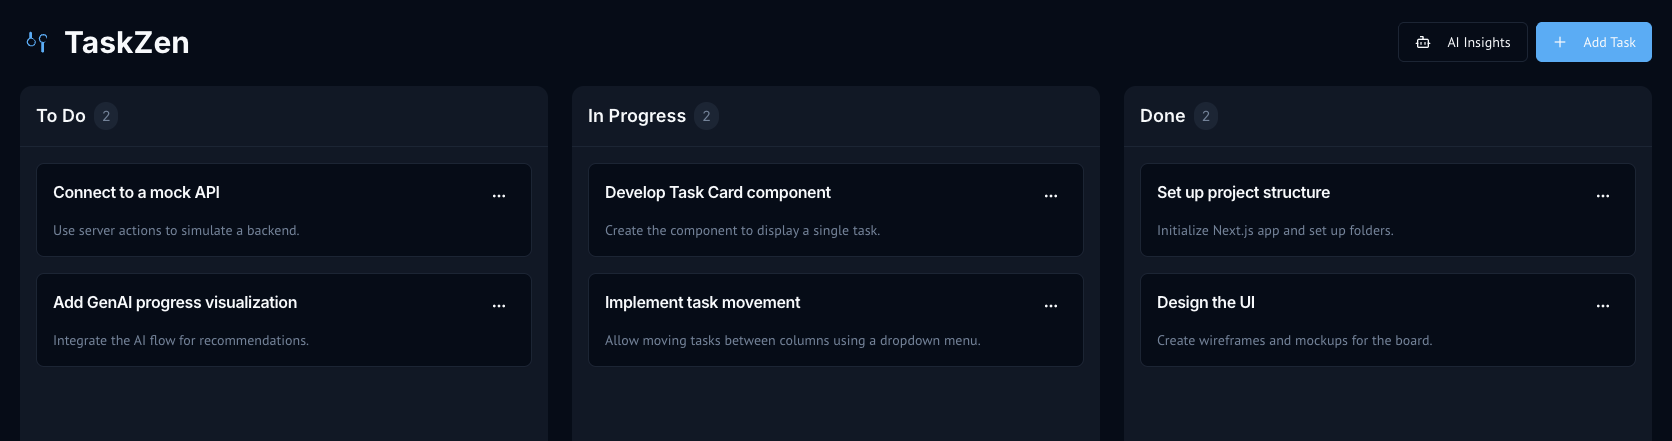 TaskZen
AI Insights
Add Task
To Do 2
Connect to a mock API
Use server actions to simulate a backend.
Add GenAI progress visualization
Integrate the AI flow for recommendations.
In Progress 2
Develop Task Card component
Create the component to display a single task.
Implement task movement
Allow moving tasks between columns using a dropdown menu.
Done 2
Set up project structure
Initialize Next.js app and set up folders.
Design the UI
Create wireframes and mockups for the board.